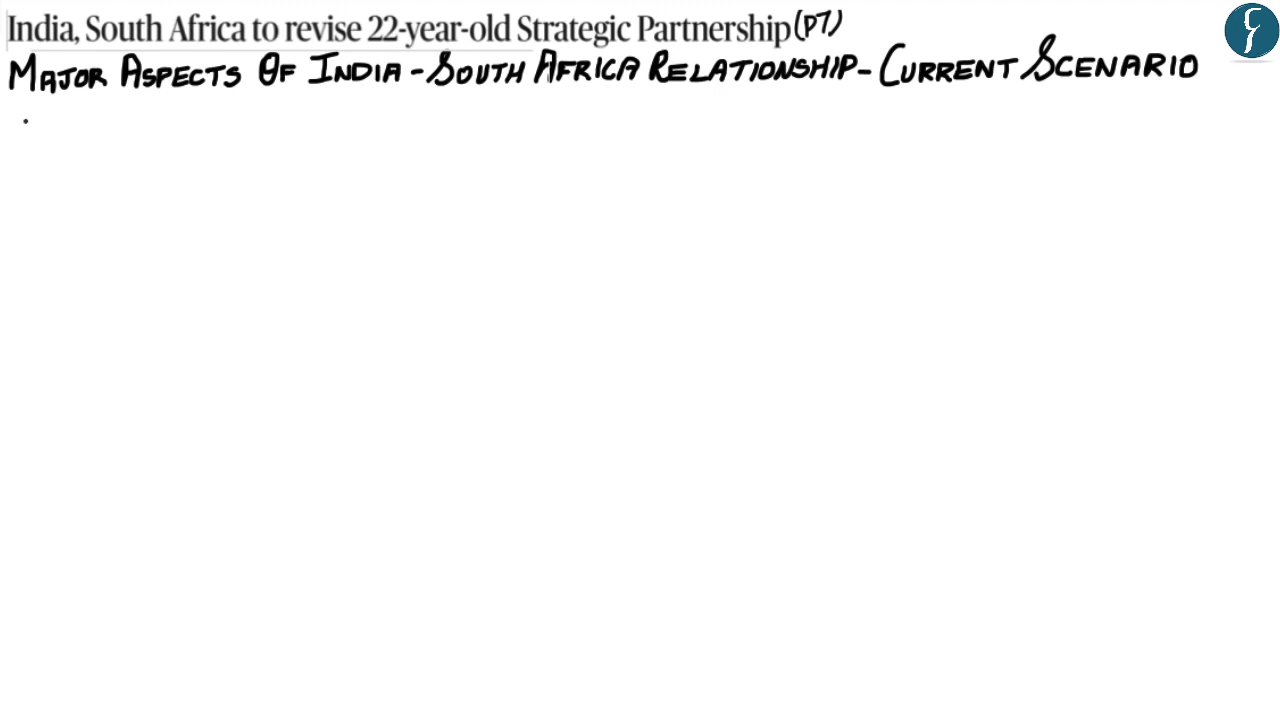 India, South Africa to revise 22-year-old Strategic Partnership (P7)
MAJOR ASPECTS OF INDIA - SOUTH AFRICA RELATIONSHIP - CURRENT SCENARIO